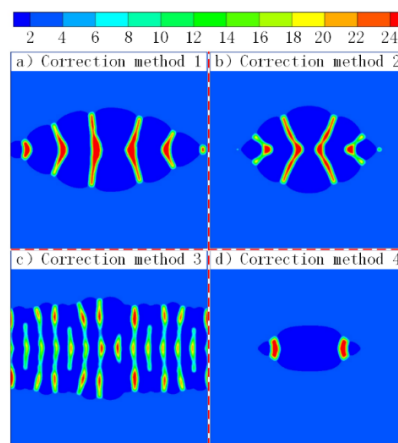 2 4 6 8 10 12 14 16 18 20 22 24
a) Correction method 1
b) Correction method 2
c) Correction method 3
d) Correction method 4